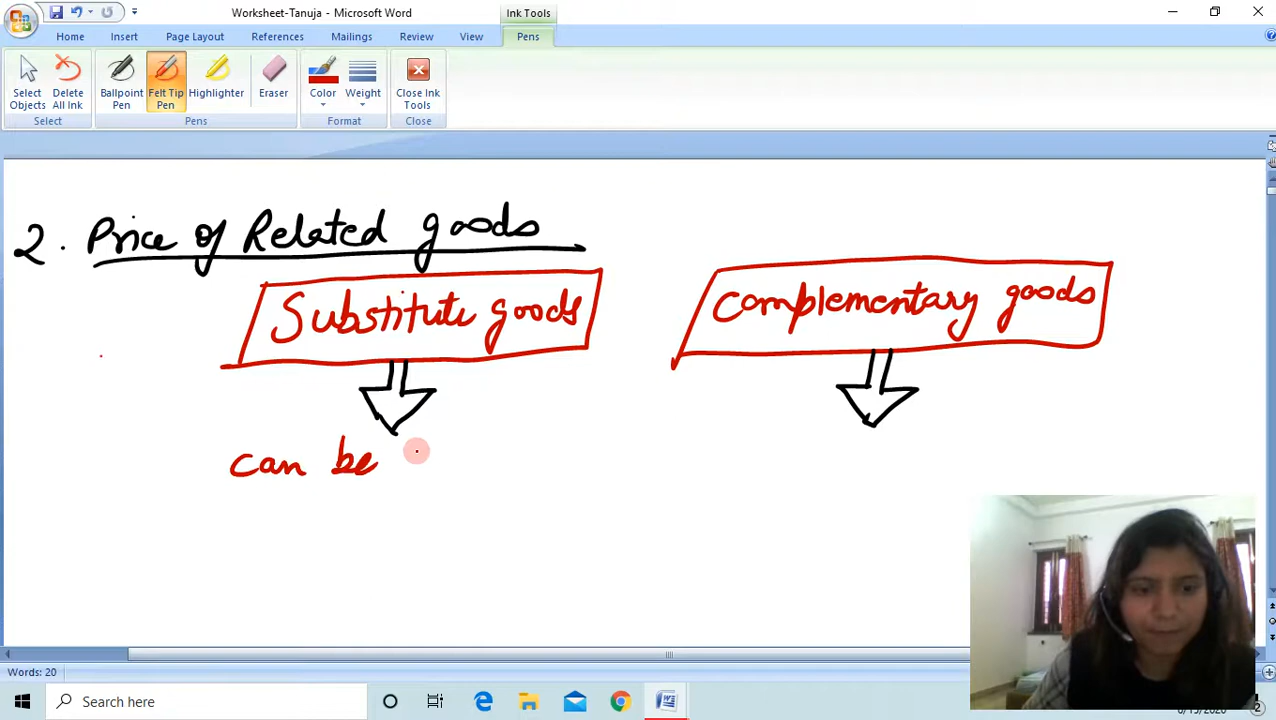 Worksheet-Tanuja - Microsoft Word
Ink Tools
Home Insert Page Layout References Mailings Review View Pens
Select Objects
Delete All Ink
Ballpoint Pen
Felt Tip Pen
Highlighter
Eraser
Color
Weight
Close Ink Tools
Select
Pens
Format
Close
2. Price of Related goods
Substitute goods
Complementary goods
can be
Words: 20
Search here
2